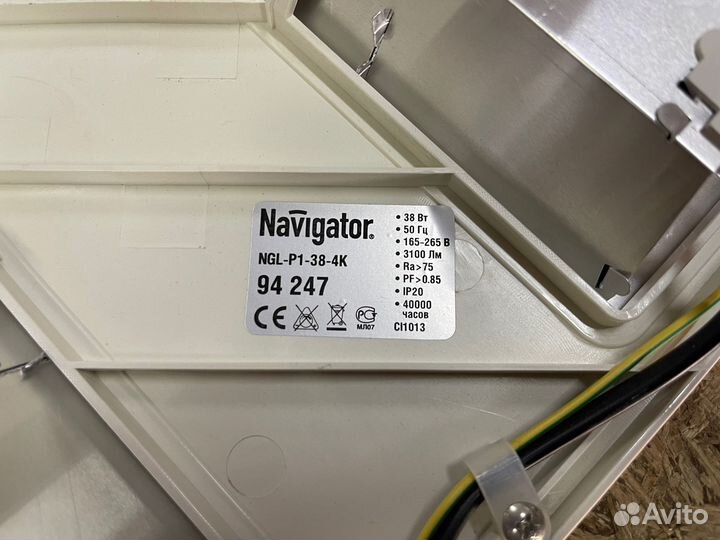 Navigator®
NGL-P1-38-4K
94 247
CE
РСТ
МЛ07
• 38 Вт
• 50 Гц
• 165-265 В
• 3100 Лм
• Ra>75
• PF>0.85
• IP20
• 40000
часов
CI1013
Avito